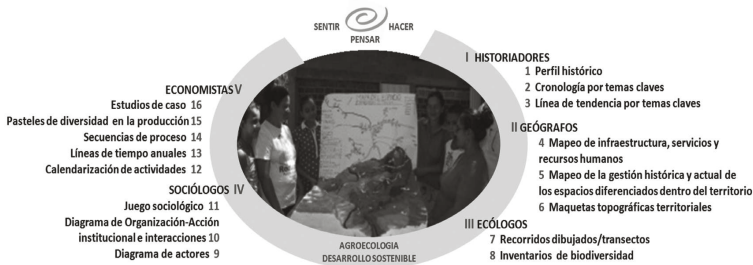 SENTIR HACER
PENSAR
I HISTORIADORES
1 Perfil histórico
2 Cronología por temas claves
3 Línea de tendencia por temas claves
II GEÓGRAFOS
4 Mapeo de infraestructura, servicios y
recursos humanos
5 Mapeo de la gestión histórica y actual de
los espacios diferenciados dentro del territorio
6 Maquetas topográficas territoriales
III ECÓLOGOS
7 Recorridos dibujados/transectos
8 Inventarios de biodiversidad
ECONOMISTAS V
Estudios de caso 16
Pasteles de diversidad en la producción 15
Secuencias de proceso 14
Líneas de tiempo anuales 13
Calendarización de actividades 12
SOCIÓLOGOS IV
Juego sociológico 11
Diagrama de Organización-Acción
institucional e interacciones 10
Diagrama de actores 9
AGROECOLOGIA
DESARROLLO SOSTENIBLE